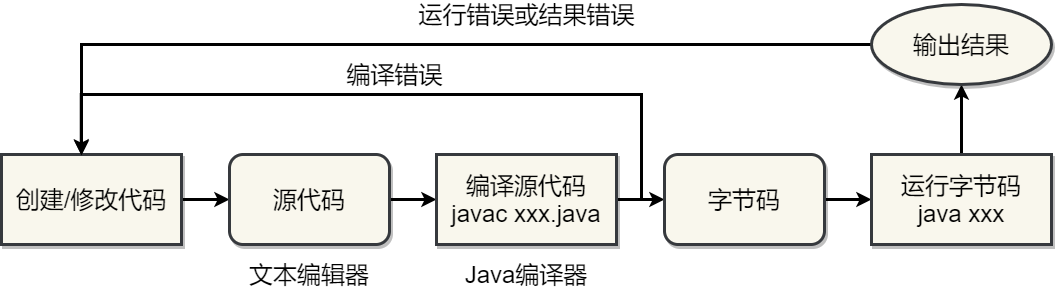 运行错误或结果错误
输出结果
编译错误
创建/修改代码
源代码
编译源代码
javac xxx.java
字节码
运行字节码
java xxx
文本编辑器
Java编译器